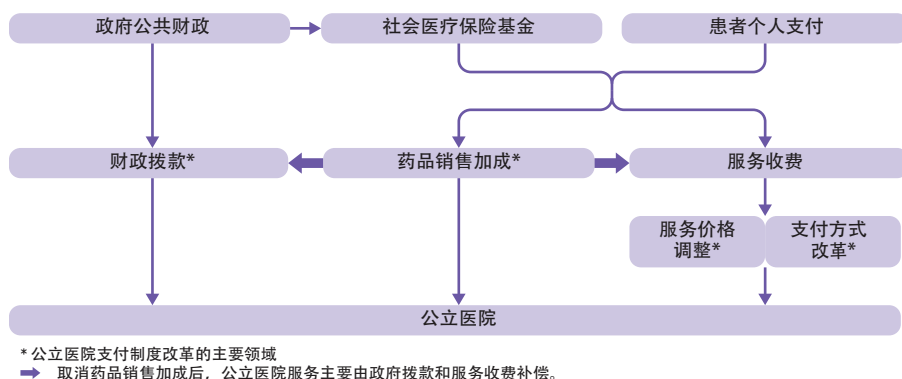 政府公共财政
社会医疗保险基金
患者个人支付
财政拨款*
药品销售加成*
服务收费
服务价格
调整*
支付方式
改革*
公立医院
*公立医院支付制度改革的主要领域
取消药品销售加成后，公立医院服务主要由政府拨款和服务收费补偿。